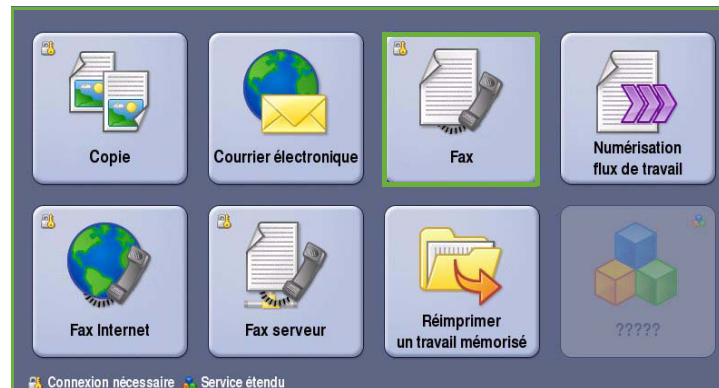 Copie
Courrier électronique
Fax
Numérisation
flux de travail
Fax Internet
Fax serveur
Réimprimer
un travail mémorisé
?????
Connexion nécessaire Service étendu